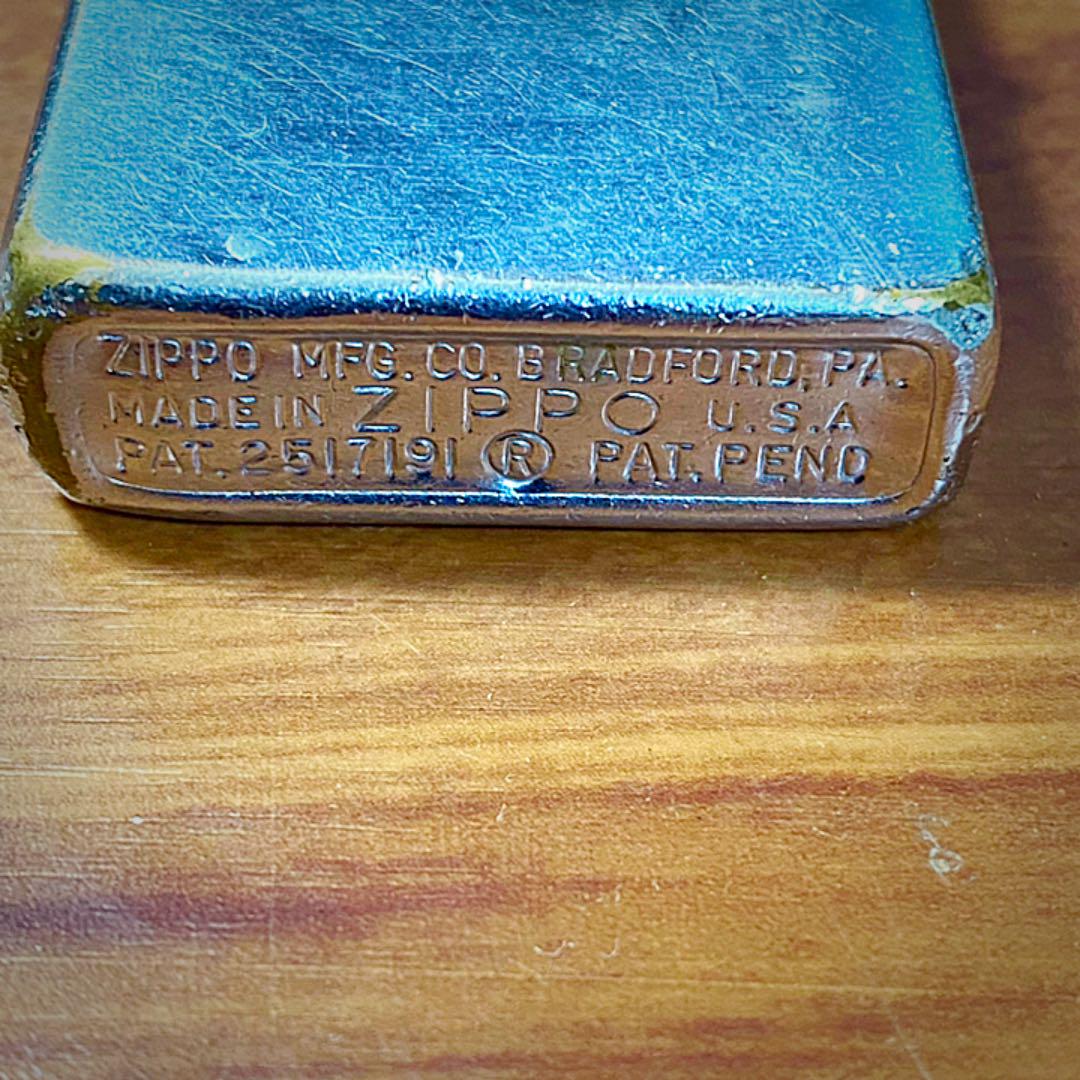 ZIPPO MFG. CO. BRADFORD, PA.
MADE IN ZIPPO U.S.A
PAT. 2517191 ® PAT. PEND